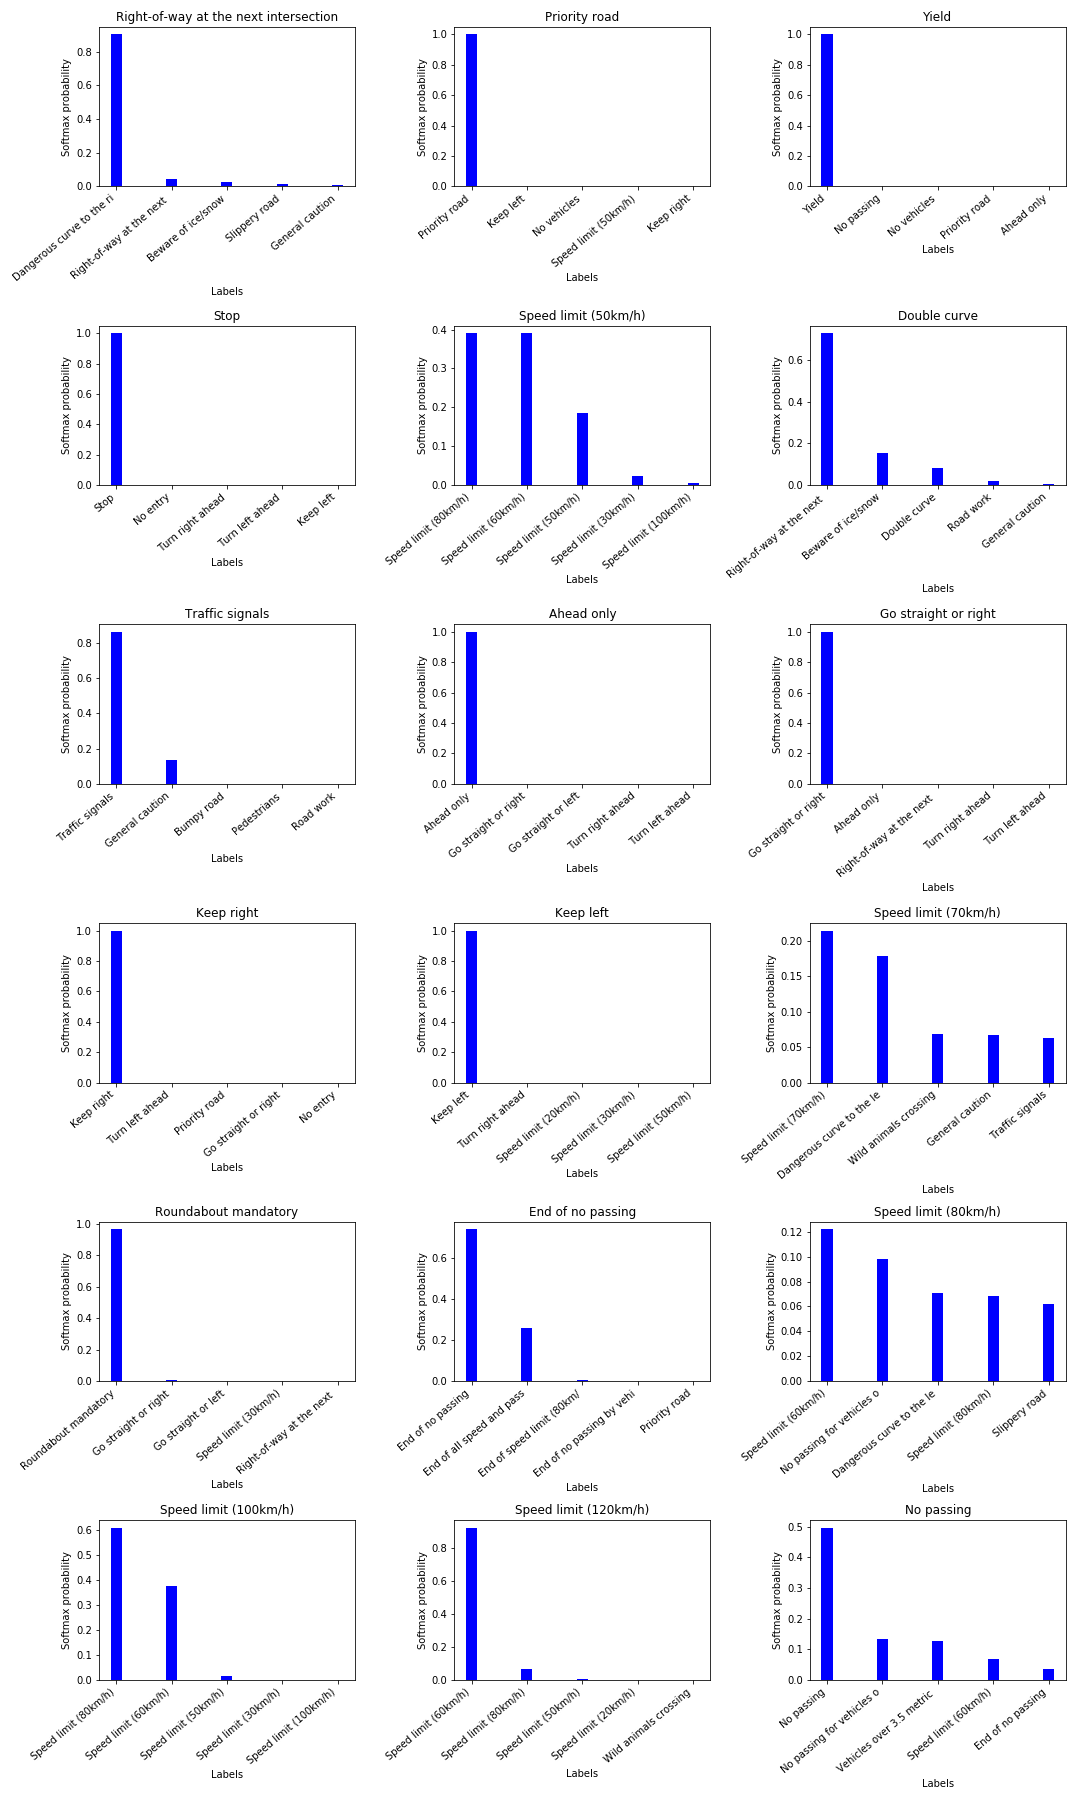 Right-of-way at the next intersection
Softmax probability
0.8
0.6
0.4
0.2
0.0
Dangerous curve to the ri
Right-of-way at the next
Beware of ice/snow
Slippery road
General caution
Labels
Priority road
Softmax probability
1.0
0.8
0.6
0.4
0.2
0.0
Priority road
Keep left
No vehicles
Speed limit (50km/h)
Keep right
Labels
Yield
Softmax probability
1.0
0.8
0.6
0.4
0.2
0.0
Yield
No passing
No vehicles
Priority road
Ahead only
Labels
Stop
Softmax probability
1.0
0.8
0.6
0.4
0.2
0.0
Stop
No entry
Turn right ahead
Turn left ahead
Keep left
Labels
Speed limit (50km/h)
Softmax probability
0.4
0.3
0.2
0.1
0.0
Speed limit (80km/h)
Speed limit (60km/h)
Speed limit (50km/h)
Speed limit (30km/h)
Speed limit (100km/h)
Labels
Double curve
Softmax probability
0.6
0.4
0.2
0.0
Right-of-way at the next
Beware of ice/snow
Double curve
Road work
General caution
Labels
Traffic signals
Softmax probability
0.8
0.6
0.4
0.2
0.0
Traffic signals
General caution
Bumpy road
Pedestrians
Road work
Labels
Ahead only
Softmax probability
1.0
0.8
0.6
0.4
0.2
0.0
Ahead only
Go straight or right
Go straight or left
Turn right ahead
Turn left ahead
Labels
Go straight or right
Softmax probability
1.0
0.8
0.6
0.4
0.2
0.0
Go straight or right
Ahead only
Right-of-way at the next
Turn right ahead
Turn left ahead
Labels
Keep right
Softmax probability
1.0
0.8
0.6
0.4
0.2
0.0
Keep right
Turn left ahead
Priority road
Go straight or right
No entry
Labels
Keep left
Softmax probability
1.0
0.8
0.6
0.4
0.2
0.0
Keep left
Turn right ahead
Speed limit (20km/h)
Speed limit (30km/h)
Speed limit (50km/h)
Labels
Speed limit (70km/h)
Softmax probability
0.20
0.15
0.10
0.05
0.00
Speed limit (70km/h)
Dangerous curve to the le
Wild animals crossing
General caution
Traffic signals
Labels
Roundabout mandatory
Softmax probability
1.0
0.8
0.6
0.4
0.2
0.0
Roundabout mandatory
Go straight or right
Go straight or left
Speed limit (30km/h)
Right-of-way at the next
Labels
End of no passing
Softmax probability
0.6
0.4
0.2
0.0
End of no passing
End of all speed and pass
End of speed limit (80km/
End of no passing by vehi
Priority road
Labels
Speed limit (80km/h)
Softmax probability
0.12
0.10
0.08
0.06
0.04
0.02
0.00
Speed limit (60km/h)
No passing for vehicles o
Dangerous curve to the le
Speed limit (80km/h)
Slippery road
Labels
Speed limit (100km/h)
Softmax probability
0.6
0.5
0.4
0.3
0.2
0.1
0.0
Speed limit (80km/h)
Speed limit (60km/h)
Speed limit (50km/h)
Speed limit (30km/h)
Speed limit (100km/h)
Labels
Speed limit (120km/h)
Softmax probability
0.8
0.6
0.4
0.2
0.0
Speed limit (60km/h)
Speed limit (80km/h)
Speed limit (50km/h)
Speed limit (20km/h)
Wild animals crossing
Labels
No passing
Softmax probability
0.5
0.4
0.3
0.2
0.1
0.0
No passing
No passing for vehicles o
Vehicles over 3.5 metric
Speed limit (60km/h)
End of no passing
Labels